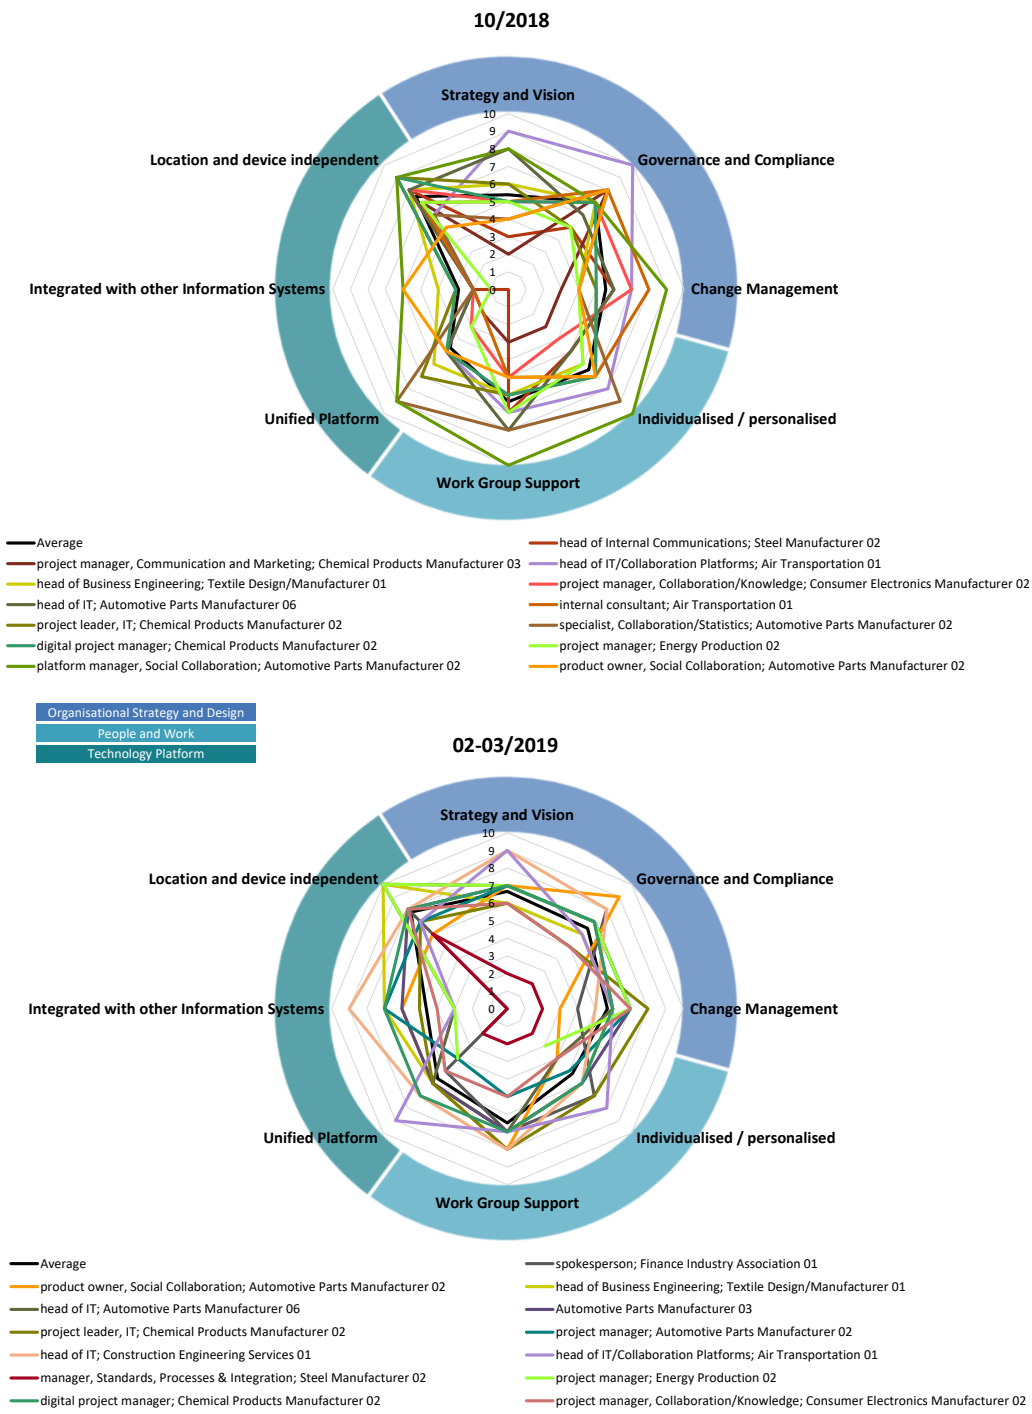 10/2018
Strategy and Vision
10
9
8
7
6
5
4
3
2
1
0
Location and device independent
Governance and Compliance
Integrated with other Information Systems
Change Management
Unified Platform
Individualised / personalised
Work Group Support
Average
head of Internal Communications; Steel Manufacturer 02
project manager, Communication and Marketing; Chemical Products Manufacturer 03
head of IT/Collaboration Platforms; Air Transportation 01
head of Business Engineering; Textile Design/Manufacturer 01
project manager, Collaboration/Knowledge; Consumer Electronics Manufacturer 02
head of IT; Automotive Parts Manufacturer 06
internal consultant; Air Transportation 01
project leader, IT; Chemical Products Manufacturer 02
specialist, Collaboration/Statistics; Automotive Parts Manufacturer 02
digital project manager; Chemical Products Manufacturer 02
project manager; Energy Production 02
platform manager, Social Collaboration; Automotive Parts Manufacturer 02
product owner, Social Collaboration; Automotive Parts Manufacturer 02
Organisational Strategy and Design
People and Work
Technology Platform
02-03/2019
Strategy and Vision
10
9
8
7
6
5
4
3
2
1
0
Location and device independent
Governance and Compliance
Integrated with other Information Systems
Change Management
Unified Platform
Individualised / personalised
Work Group Support
Average
spokesperson; Finance Industry Association 01
product owner, Social Collaboration; Automotive Parts Manufacturer 02
head of Business Engineering; Textile Design/Manufacturer 01
head of IT; Automotive Parts Manufacturer 06
Automotive Parts Manufacturer 03
project leader, IT; Chemical Products Manufacturer 02
project manager; Automotive Parts Manufacturer 02
head of IT; Construction Engineering Services 01
head of IT/Collaboration Platforms; Air Transportation 01
manager, Standards, Processes & Integration; Steel Manufacturer 02
project manager; Energy Production 02
digital project manager; Chemical Products Manufacturer 02
project manager, Collaboration/Knowledge; Consumer Electronics Manufacturer 02